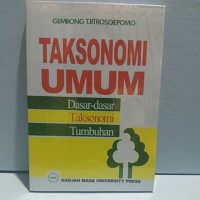 GEMBONG TJITROSOEPOMO
TAKSONOMI
UMUM
Dasar-dasar
Taksonomi
Tumbuhan
GADJAH MADA UNIVERSITY PRESS